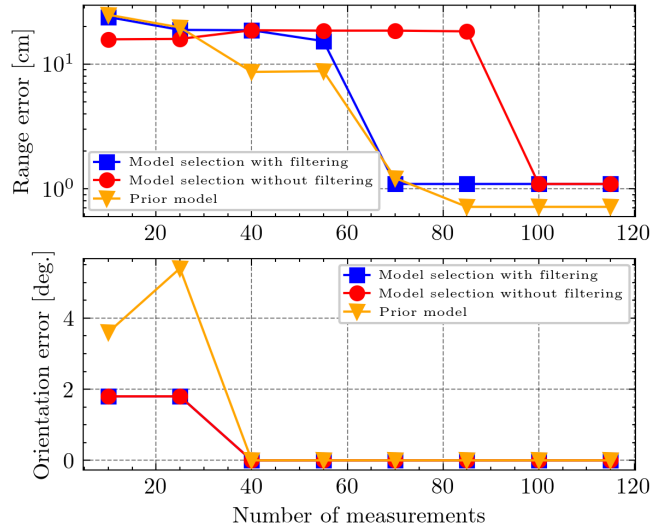 Range error [cm]
10^1
10^0
Model selection with filtering
Model selection without filtering
Prior model
20 40 60 80 100 120
Orientation error [deg.]
4
2
0
Model selection with filtering
Model selection without filtering
Prior model
20 40 60 80 100 120
Number of measurements